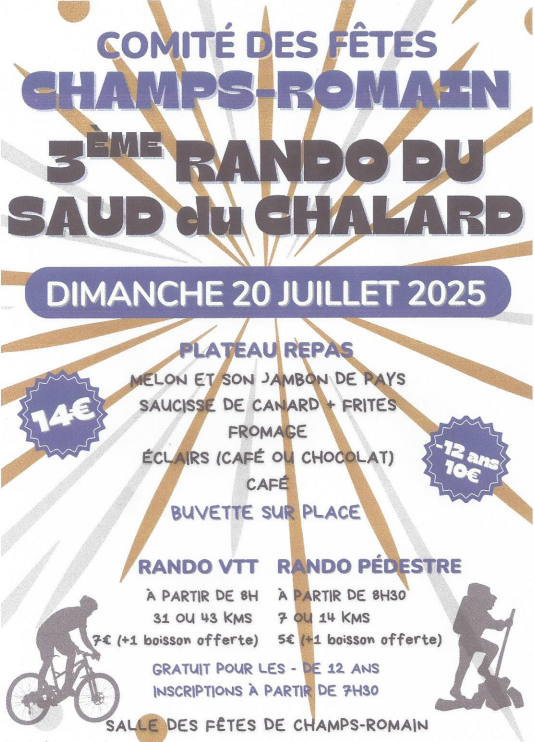 COMITÉ DES FÊTES
CHAMPS-ROMAIN
3ÈME RANDO DU
SAUD du CHALARD
DIMANCHE 20 JUILLET 2025
PLATEAU REPAS
MELON ET SON JAMBON DE PAYS
14€
SAUCISSE DE CANARD + FRITES
FROMAGE
-12 ans
10€
ÉCLAIRS (CAFÉ OU CHOCOLAT)
CAFÉ
BUVETTE SUR PLACE
RANDO VTT RANDO PÉDESTRE
À PARTIR DE 8H À PARTIR DE 8H30
31 OU 43 KMS 7 OU 14 KMS
7€ (+1 boisson offerte) 5€ (+1 boisson offerte)
GRATUIT POUR LES - DE 12 ANS
INSCRIPTIONS À PARTIR DE 7H30
SALLE DES FÊTES DE CHAMPS-ROMAIN